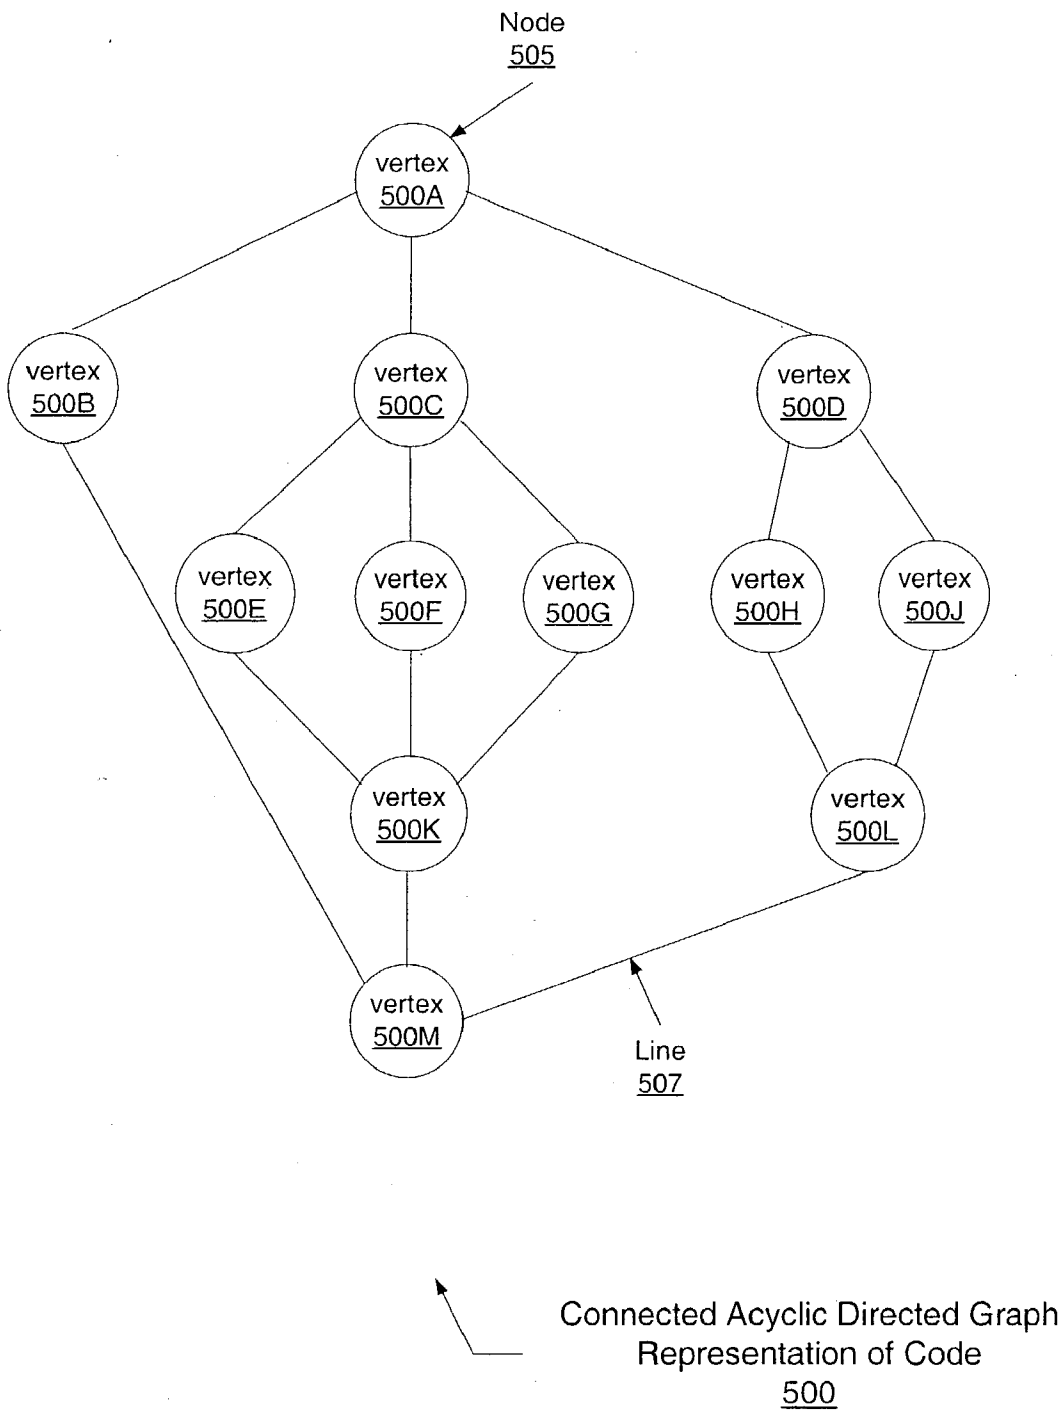 Node
505
vertex
500A
vertex
500B
vertex
500C
vertex
500D
vertex
500E
vertex
500F
vertex
500G
vertex
500H
vertex
500J
vertex
500K
vertex
500L
vertex
500M
Line
507
Connected Acyclic Directed Graph
Representation of Code
500